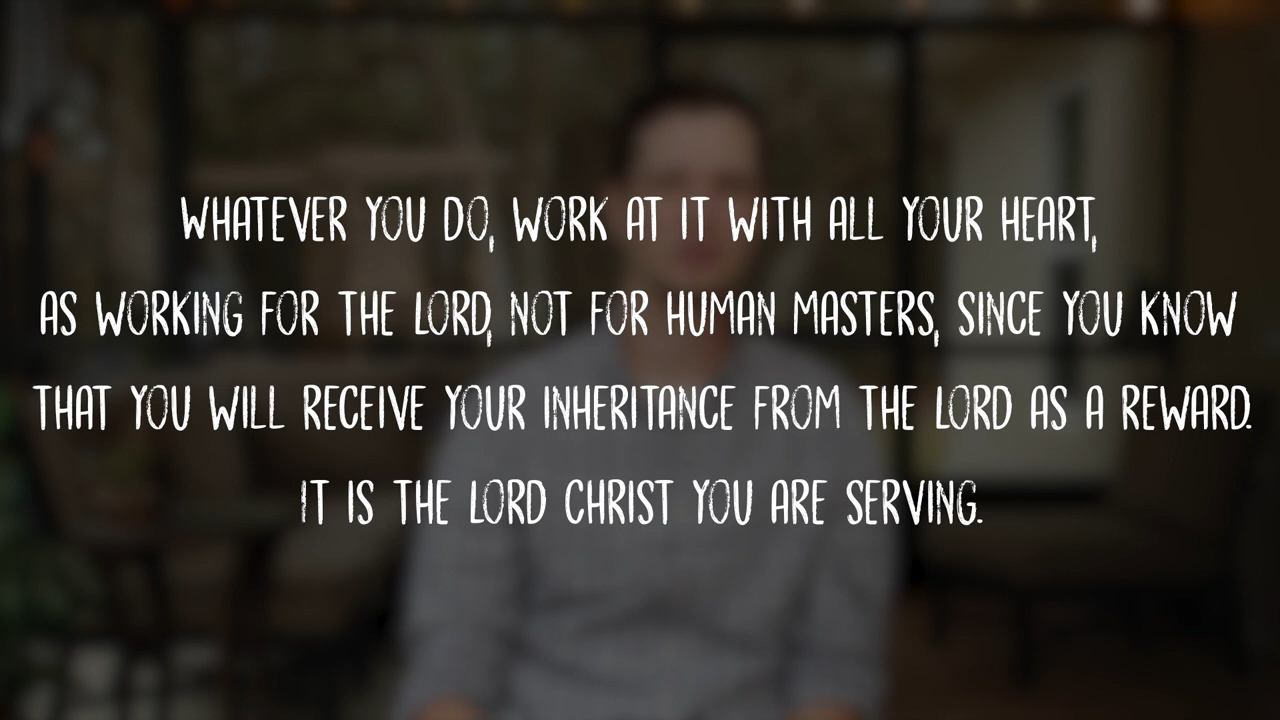 WHATEVER YOU DO, WORK AT IT WITH ALL YOUR HEART,
AS WORKING FOR THE LORD, NOT FOR HUMAN MASTERS, SINCE YOU KNOW
THAT YOU WILL RECEIVE YOUR INHERITANCE FROM THE LORD AS A REWARD.
IT IS THE LORD CHRIST YOU ARE SERVING.